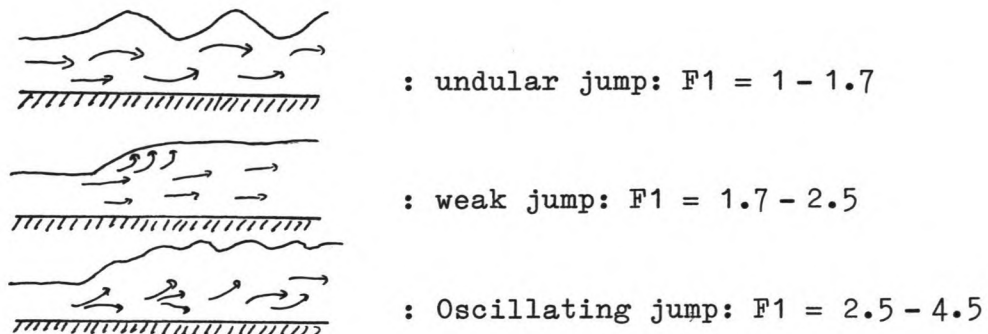 : undular jump: F1 = 1 - 1.7
: weak jump: F1 = 1.7 - 2.5
: Oscillating jump: F1 = 2.5 - 4.5